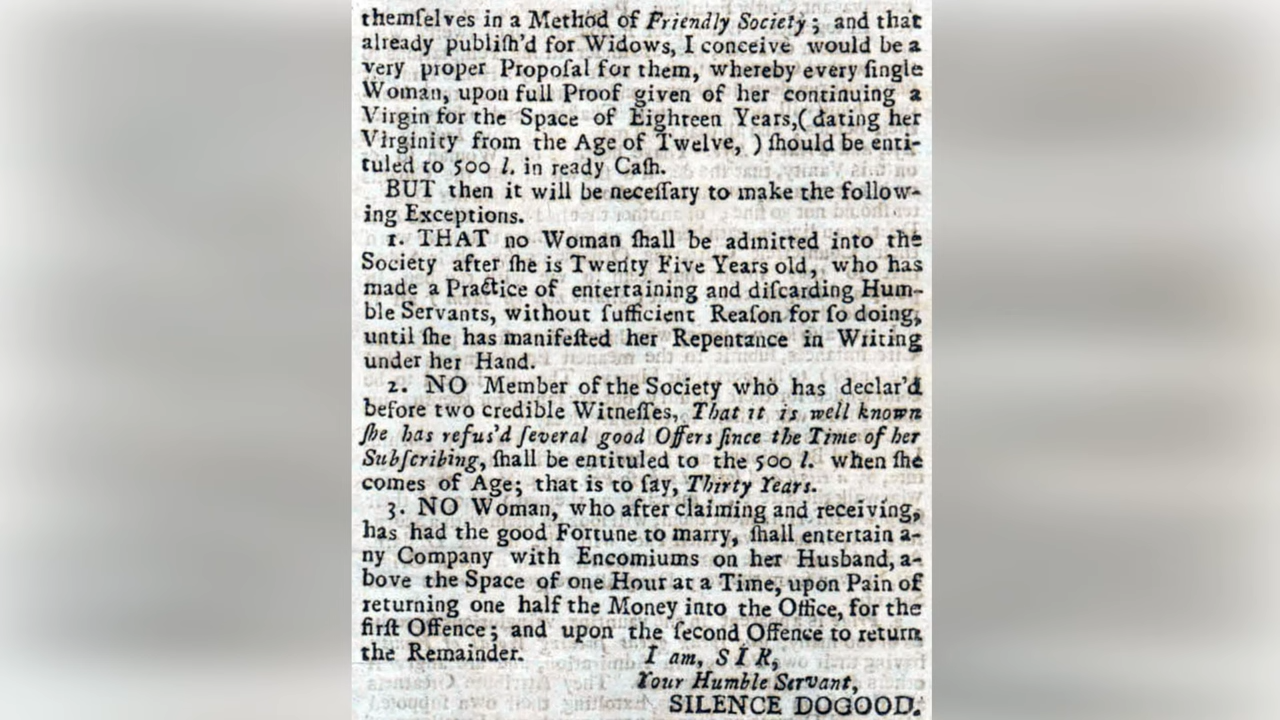 themſelves in a Method of Friendly Society; and that
already publiſh'd for Widows, I conceive would be a
very proper Propoſal for them, whereby every ſingle
Woman, upon full Proof given of her continuing a
Virgin for the Space of Eighteen Years,( dating her
Virginity from the Age of Twelve, ) ſhould be enti-
tuled to 500 l. in ready Caſh.
BUT then it will be neceſſary to make the follow-
ing Exceptions.
1. THAT no Woman ſhall be admitted into the
Society after ſhe is Twenty Five Years old, who has
made a Practice of entertaining and diſcarding Hum-
ble Servants, without ſufficient Reaſon for ſo doing,
until ſhe has manifeſted her Repentance in Writing
under her Hand.
2. NO Member of the Society who has declar'd
before two credible Witneſſes, That it is well known
ſhe has refus'd ſeveral good Offers ſince the Time of her
Subſcribing, ſhall be entituled to the 500 l. when ſhe
comes of Age; that is to ſay, Thirty Years.
3. NO Woman, who after claiming and receiving,
has had the good Fortune to marry, ſhall entertain a-
ny Company with Encomiums on her Husband, a-
bove the Space of one Hour at a Time, upon Pain of
returning one half the Money into the Office, for the
firſt Offence; and upon the ſecond Offence to return
the Remainder. I am, SIR,
Your Humble Servant,
SILENCE DOGOOD.